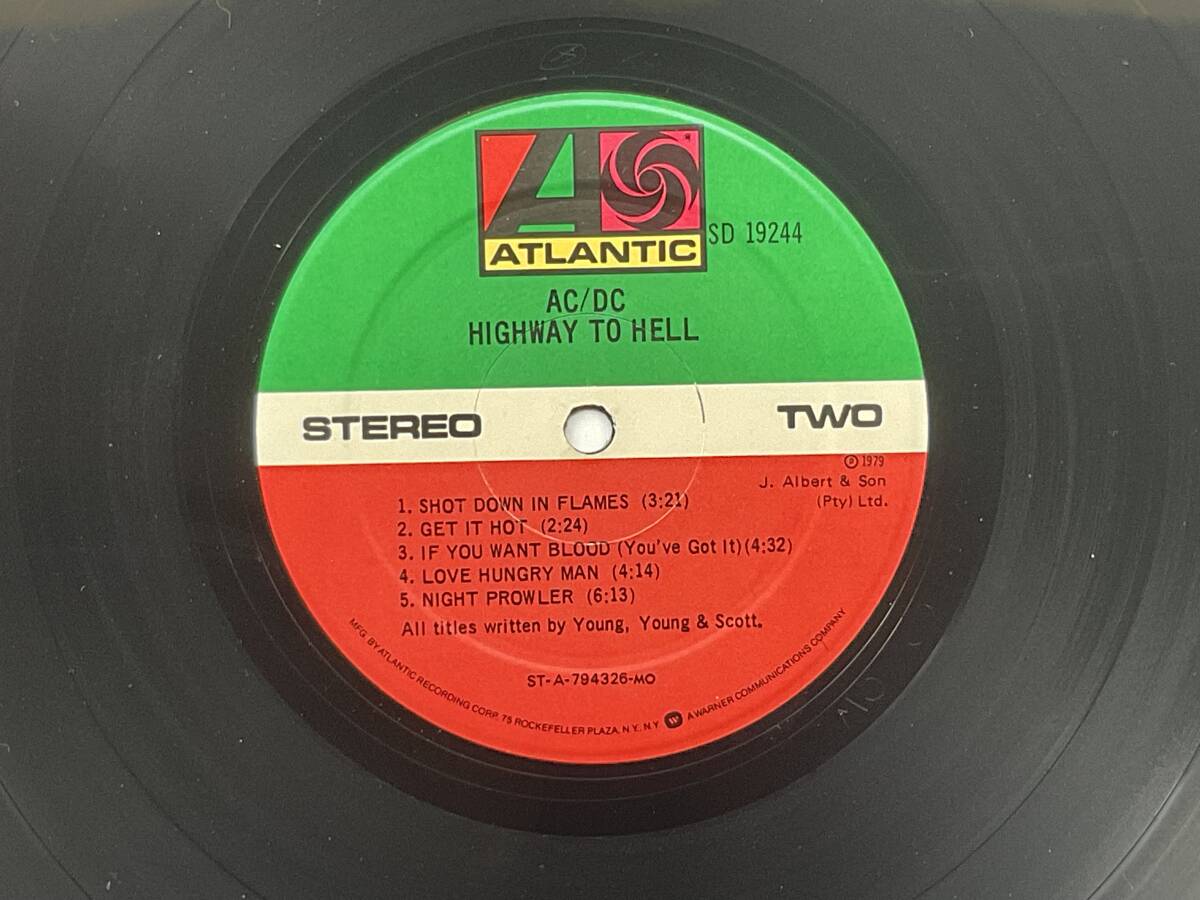 ATLANTIC
SD 19244
AC/DC
HIGHWAY TO HELL
STEREO
TWO
℗ 1979
J. Albert & Son
(Pty) Ltd.
1. SHOT DOWN IN FLAMES (3:21)
2. GET IT HOT (2:24)
3. IF YOU WANT BLOOD (You've Got It) (4:32)
4. LOVE HUNGRY MAN (4:14)
5. NIGHT PROWLER (6:13)
All titles written by Young, Young & Scott.
ST-A-794326-MO
MFG. BY ATLANTIC RECORDING CORP. 75 ROCKEFELLER PLAZA, N.Y., N.Y. W A WARNER COMMUNICATIONS COMPANY